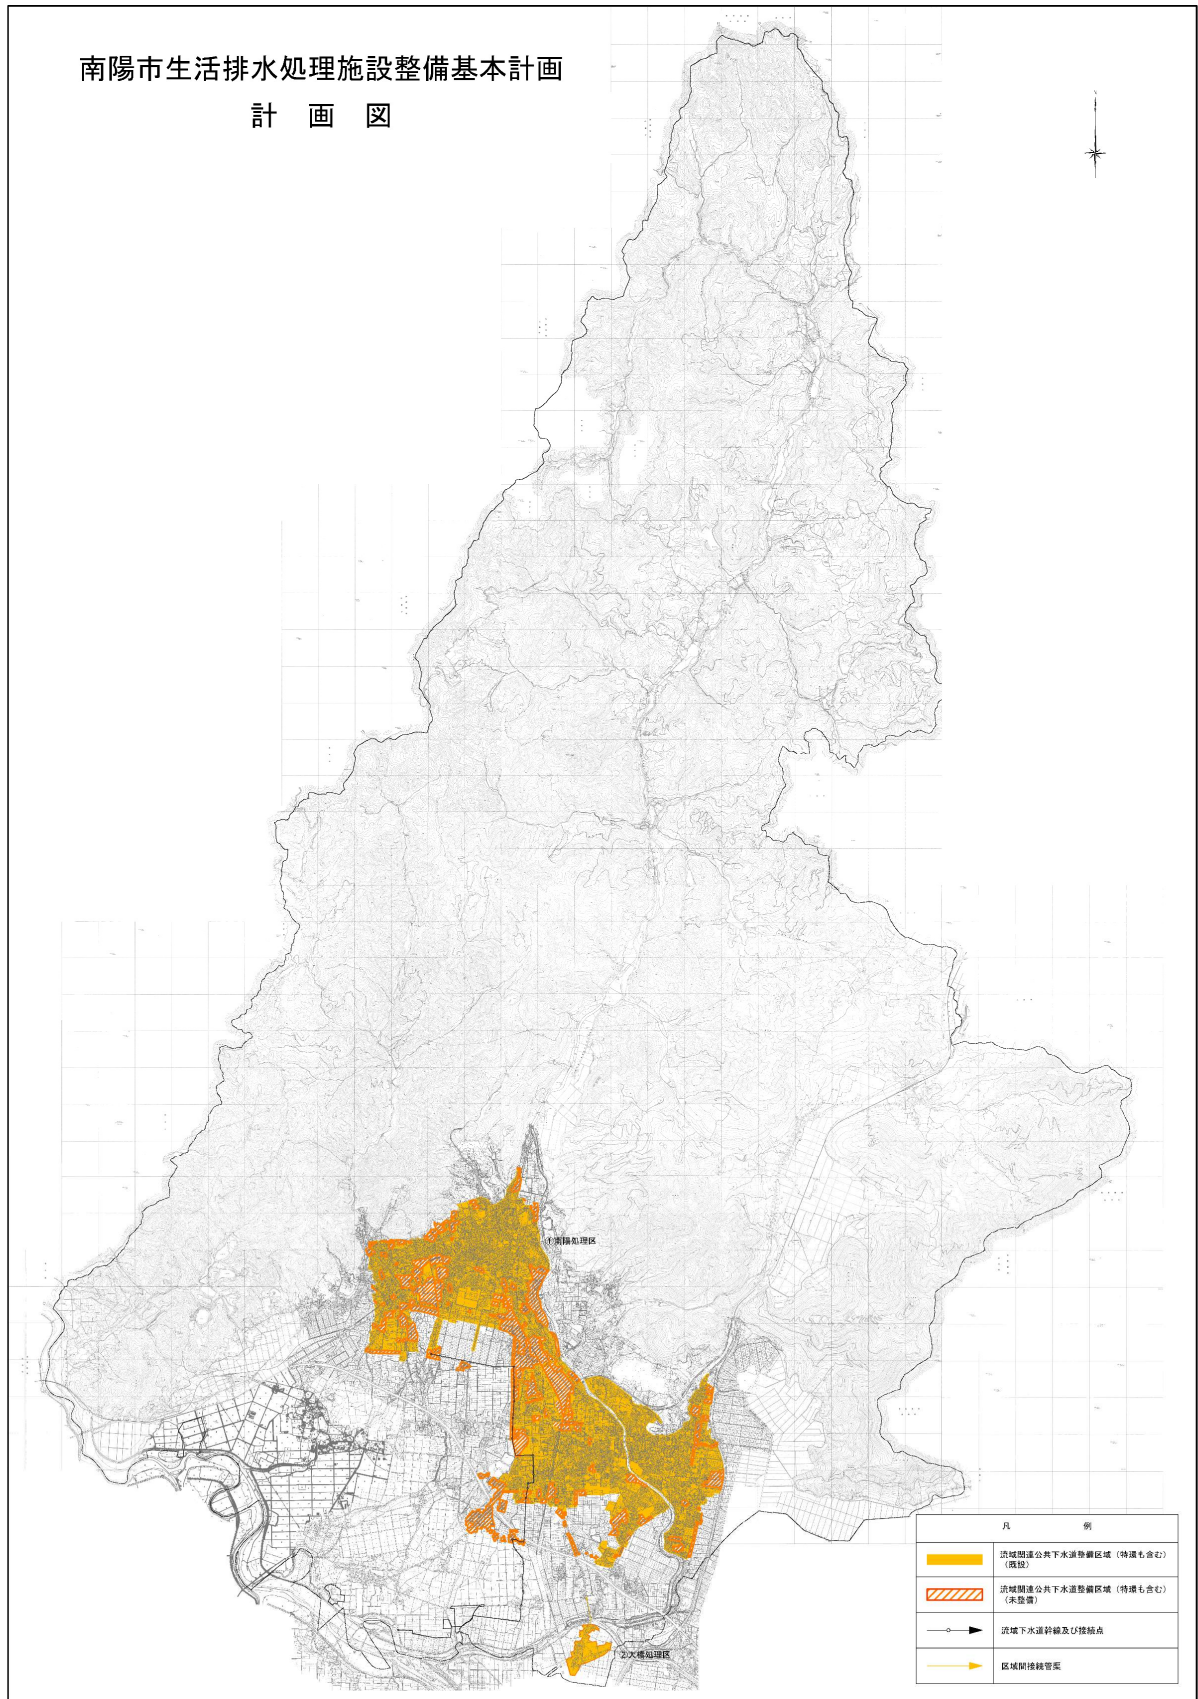 南陽市生活排水処理施設整備基本計画
計　画　図
①南陽処理区
②大橋処理区
凡　例
流域関連公共下水道整備区域（特環も含む）
（既設）
流域関連公共下水道整備区域（特環も含む）
（未整備）
流域下水道幹線及び接続点
区域間接続管渠